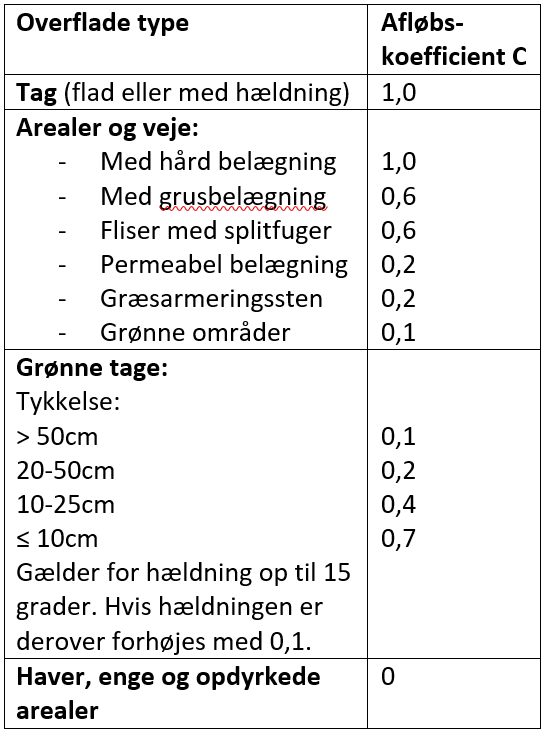 Overflade type Afløbs-
koefficient C
Tag (flad eller med hældning) 1,0
Arealer og veje:
- Med hård belægning 1,0
- Med grusbelægning 0,6
- Fliser med splitfuger 0,6
- Permeabel belægning 0,2
- Græsarmeringssten 0,2
- Grønne områder 0,1
Grønne tage:
Tykkelse:
> 50cm 0,1
20-50cm 0,2
10-25cm 0,4
≤ 10cm 0,7
Gælder for hældning op til 15
grader. Hvis hældningen er
derover forhøjes med 0,1.
Haver, enge og opdyrkede 0
arealer